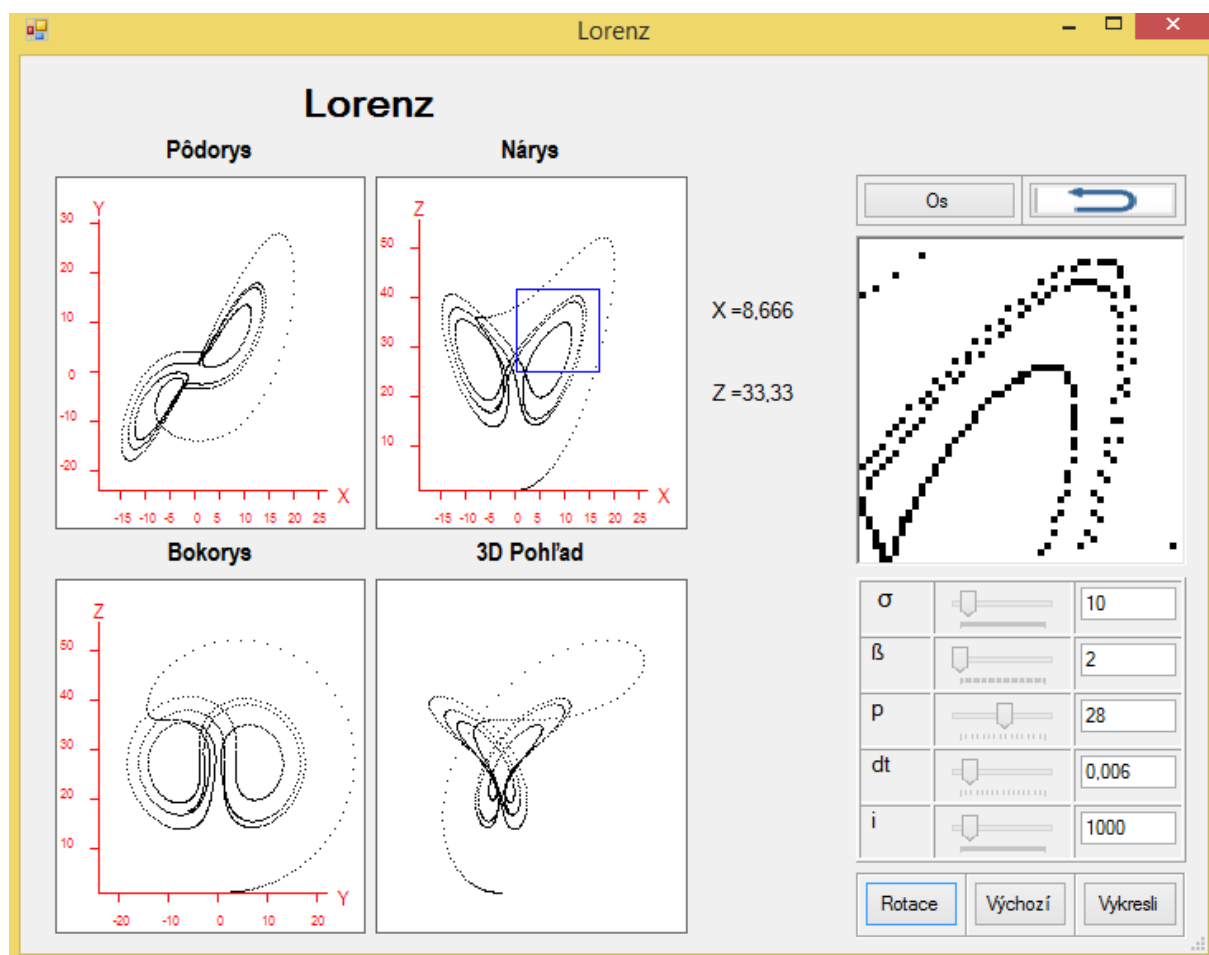 Lorenz
Lorenz
Pôdorys
Nárys
Y
30
20
10
0
-10
-20
-15 -10 -5 0 5 10 15 20 25
X
Z
50
40
30
20
10
-15 -10 -5 0 5 10 15 20 25
X
X =8,666
Z =33,33
Os
Bokorys
3D Pohľad
Z
50
40
30
20
10
-20 -10 0 10 20
Y
σ 10
ß 2
p 28
dt 0,006
i 1000
Rotace Výchozí Vykresli